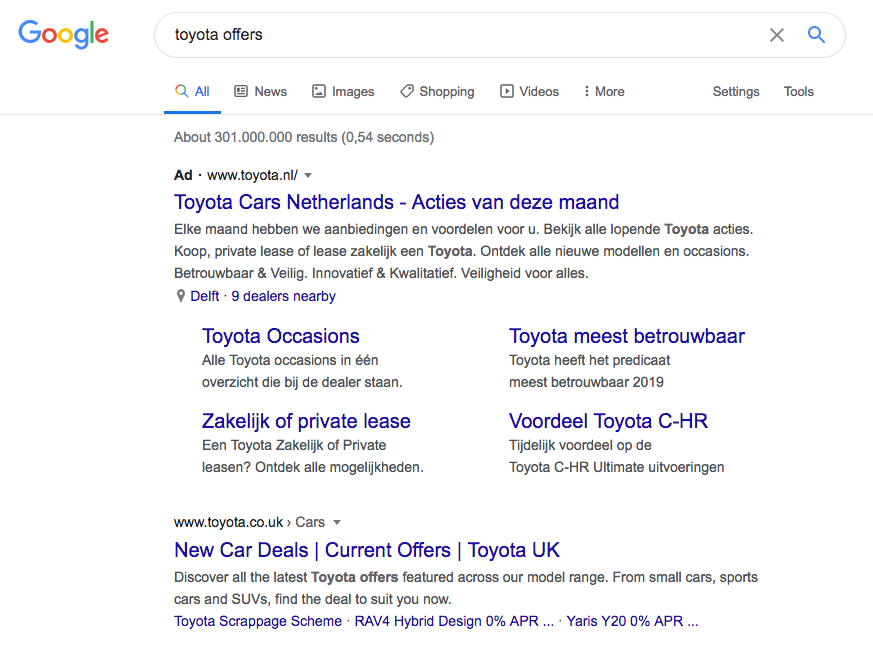 Google
toyota offers
All News Images Shopping Videos More Settings Tools
About 301.000.000 results (0,54 seconds)
Ad · www.toyota.nl/
Toyota Cars Netherlands - Acties van deze maand
Elke maand hebben we aanbiedingen en voordelen voor u. Bekijk alle lopende Toyota acties.
Koop, private lease of lease zakelijk een Toyota. Ontdek alle nieuwe modellen en occasions.
Betrouwbaar & Veilig. Innovatief & Kwalitatief. Veiligheid voor alles.
Delft · 9 dealers nearby
Toyota Occasions
Alle Toyota occasions in één
overzicht die bij de dealer staan.
Toyota meest betrouwbaar
Toyota heeft het predicaat
meest betrouwbaar 2019
Zakelijk of private lease
Een Toyota Zakelijk of Private
leasen? Ontdek alle mogelijkheden.
Voordeel Toyota C-HR
Tijdelijk voordeel op de
Toyota C-HR Ultimate uitvoeringen
www.toyota.co.uk › Cars
New Car Deals | Current Offers | Toyota UK
Discover all the latest Toyota offers featured across our model range. From small cars, sports
cars and SUVs, find the deal to suit you now.
Toyota Scrappage Scheme · RAV4 Hybrid Design 0% APR ... · Yaris Y20 0% APR ...